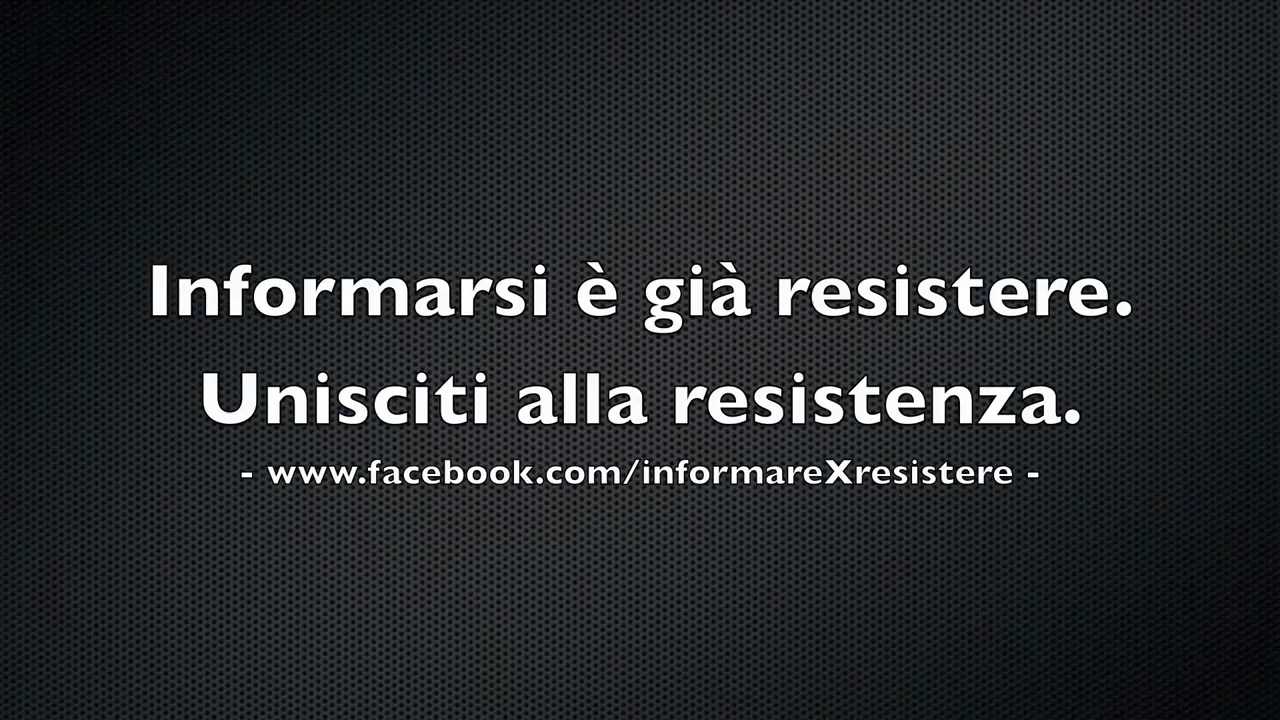 Informarsi è già resistere.
Unisciti alla resistenza.
- www.facebook.com/informareXresistere -